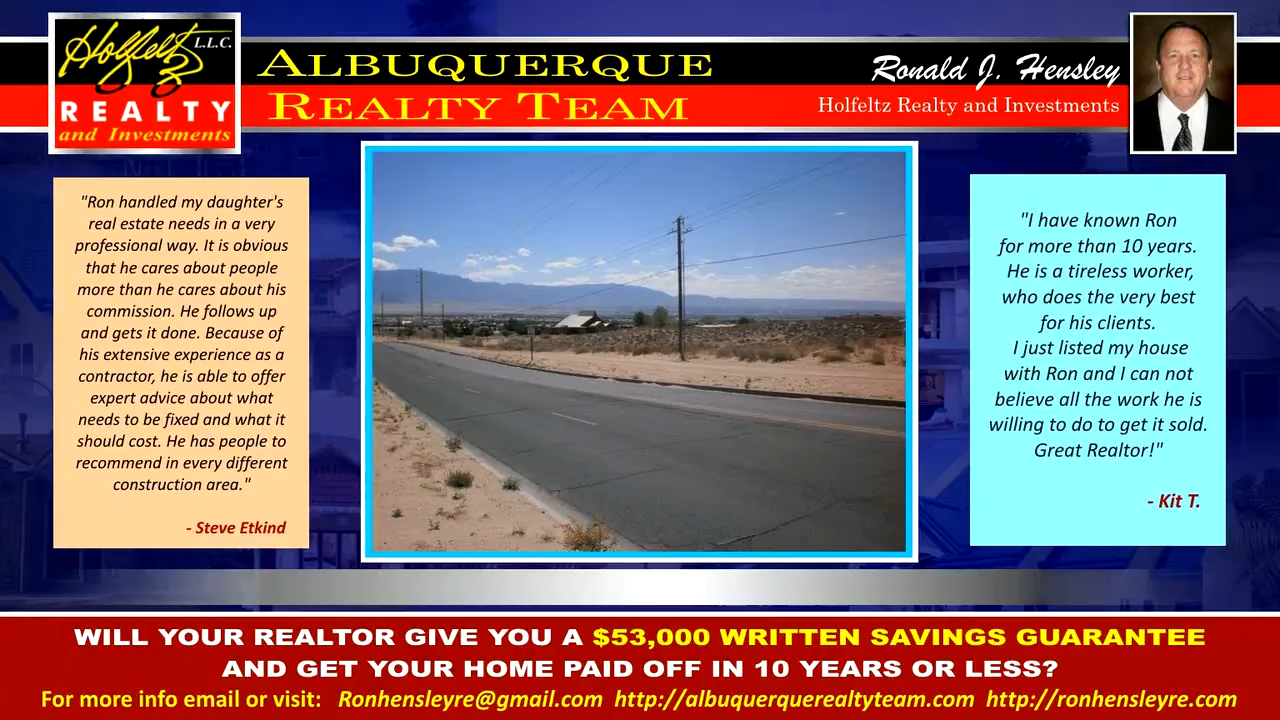 Holfeltz L.L.C.
REALTY
and Investments
ALBUQUERQUE
REALTY TEAM
Ronald J. Hensley
Holfeltz Realty and Investments
"Ron handled my daughter's
real estate needs in a very
professional way. It is obvious
that he cares about people
more than he cares about his
commission. He follows up
and gets it done. Because of
his extensive experience as a
contractor, he is able to offer
expert advice about what
needs to be fixed and what it
should cost. He has people to
recommend in every different
construction area."
- Steve Etkind
"I have known Ron
for more than 10 years.
He is a tireless worker,
who does the very best
for his clients.
I just listed my house
with Ron and I can not
believe all the work he is
willing to do to get it sold.
Great Realtor!"
- Kit T.
WILL YOUR REALTOR GIVE YOU A $53,000 WRITTEN SAVINGS GUARANTEE
AND GET YOUR HOME PAID OFF IN 10 YEARS OR LESS?
For more info email or visit: Ronhensleyre@gmail.com http://albuquerquerealtyteam.com http://ronhensleyre.com